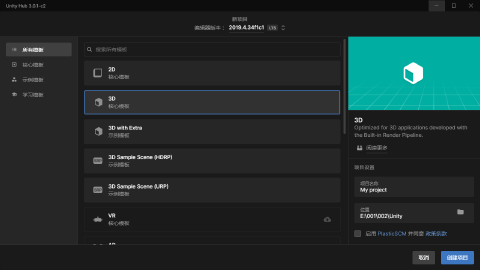 Unity Hub 3.0.1-c2
新项目
编辑器版本: 2019.4.34f1c1 LTS
所有模板
核心模板
示例模板
学习模板
搜索所有模板
2D
核心模板
3D
核心模板
3D with Extra
示例模板
3D Sample Scene (HDRP)
示例模板
3D Sample Scene (URP)
示例模板
VR
核心模板
3D
Optimized for 3D applications developed with
the Built-in Render Pipeline.
阅读更多
项目设置
项目名称
My project
位置
E:\001\002\Unity
启用 PlasticSCM 并同意 政策条款
取消
创建项目